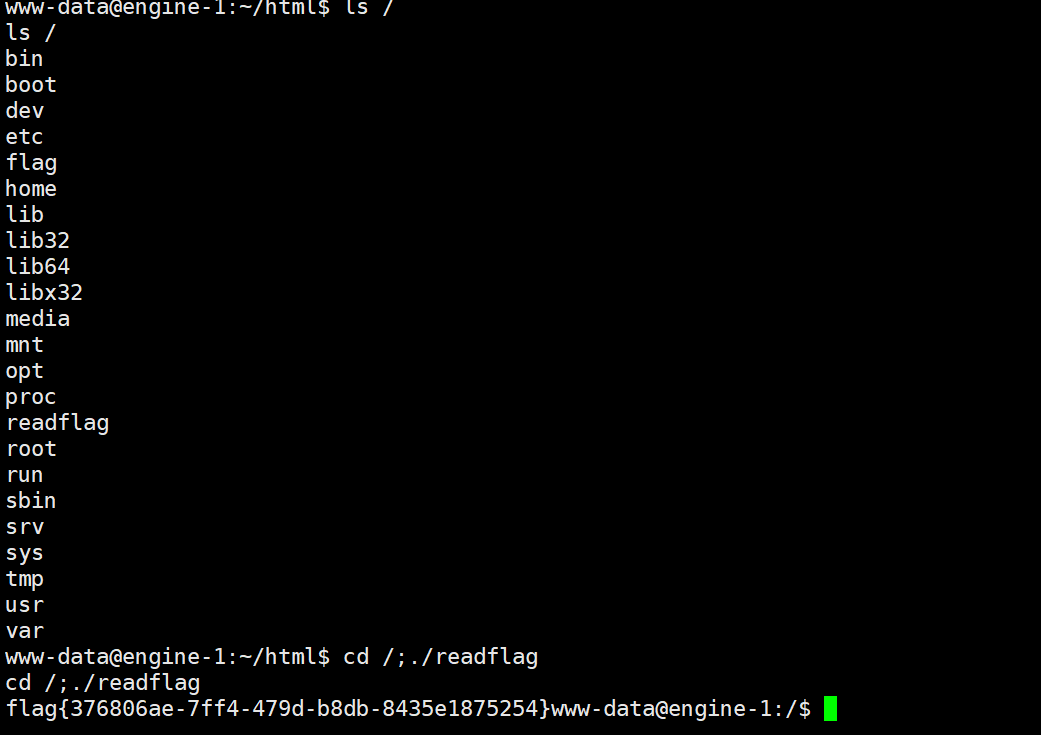 www-data@engine-1:~/html$ ls /
ls /
bin
boot
dev
etc
flag
home
lib
lib32
lib64
libx32
media
mnt
opt
proc
readflag
root
run
sbin
srv
sys
tmp
usr
var
www-data@engine-1:~/html$ cd /;./readflag
cd /;./readflag
flag{376806ae-7ff4-479d-b8db-8435e1875254}www-data@engine-1:/$